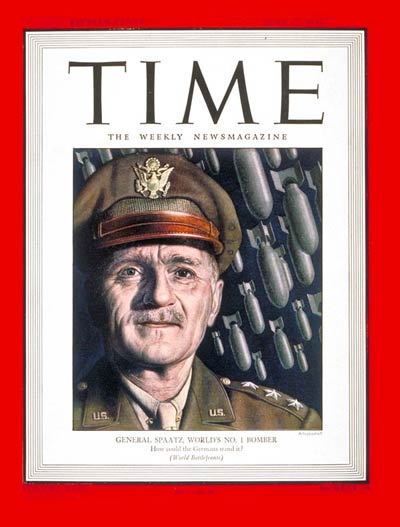 TIME
THE WEEKLY NEWSMAGAZINE
U.S.
U.S.
GENERAL SPAATZ, WORLD'S NO. 1 BOMBER
How could the Germans stand it?
(World Battlefronts)